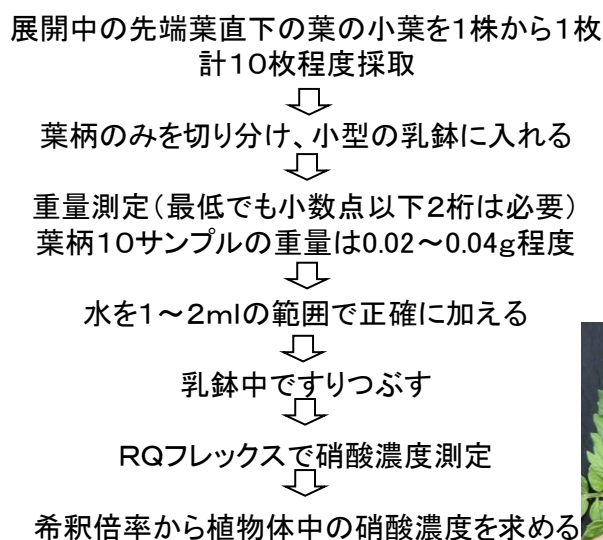 展開中の先端葉直下の葉の小葉を1株から1枚
計10枚程度採取
葉柄のみを切り分け、小型の乳鉢に入れる
重量測定(最低でも小数点以下2桁は必要)
葉柄10サンプルの重量は0.02~0.04g程度
水を1~2mlの範囲で正確に加える
乳鉢中ですりつぶす
RQフレックスで硝酸濃度測定
希釈倍率から植物体中の硝酸濃度を求める